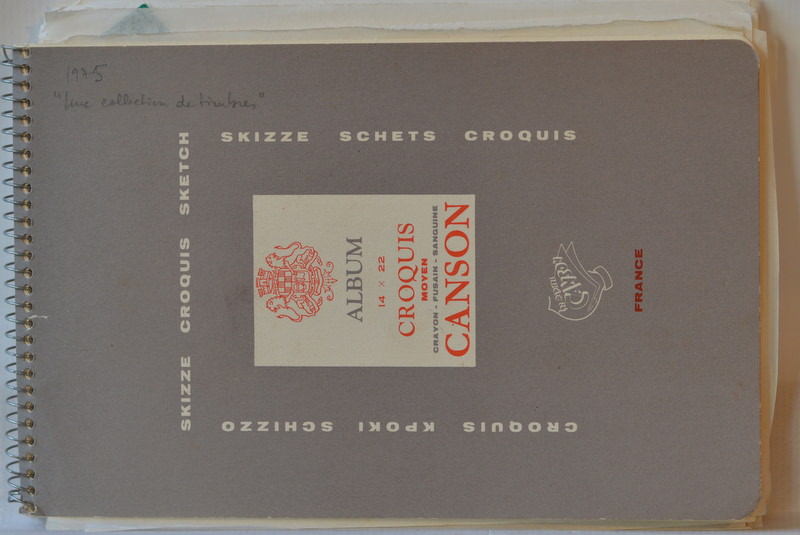 1975
"Une collection de timbres"
SKIZZE SCHETS CROQUIS
SKIZZE CROQUIS SKETCH
ALBUM
14 × 22
CROQUIS
MOYEN
CRAYON - FUSAIN - SANGUINE
CANSON
FRANCE
CROQUIS KPOKI SCHIZZO